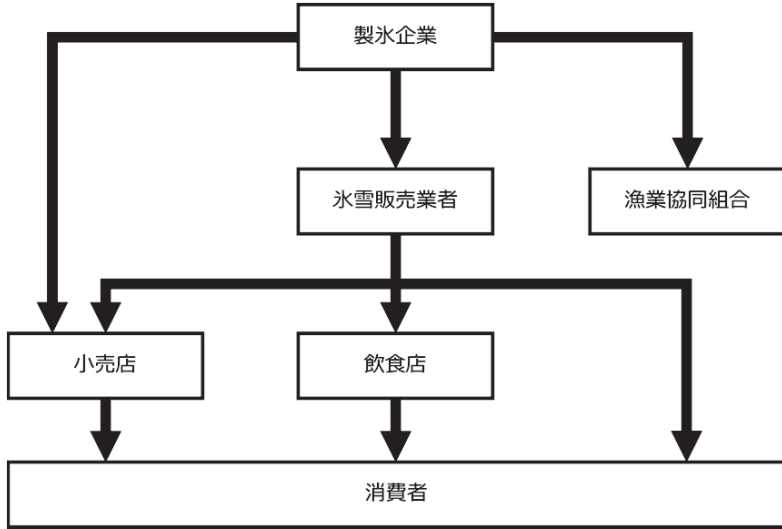 製氷企業
氷雪販売業者
漁業協同組合
小売店
飲食店
消費者